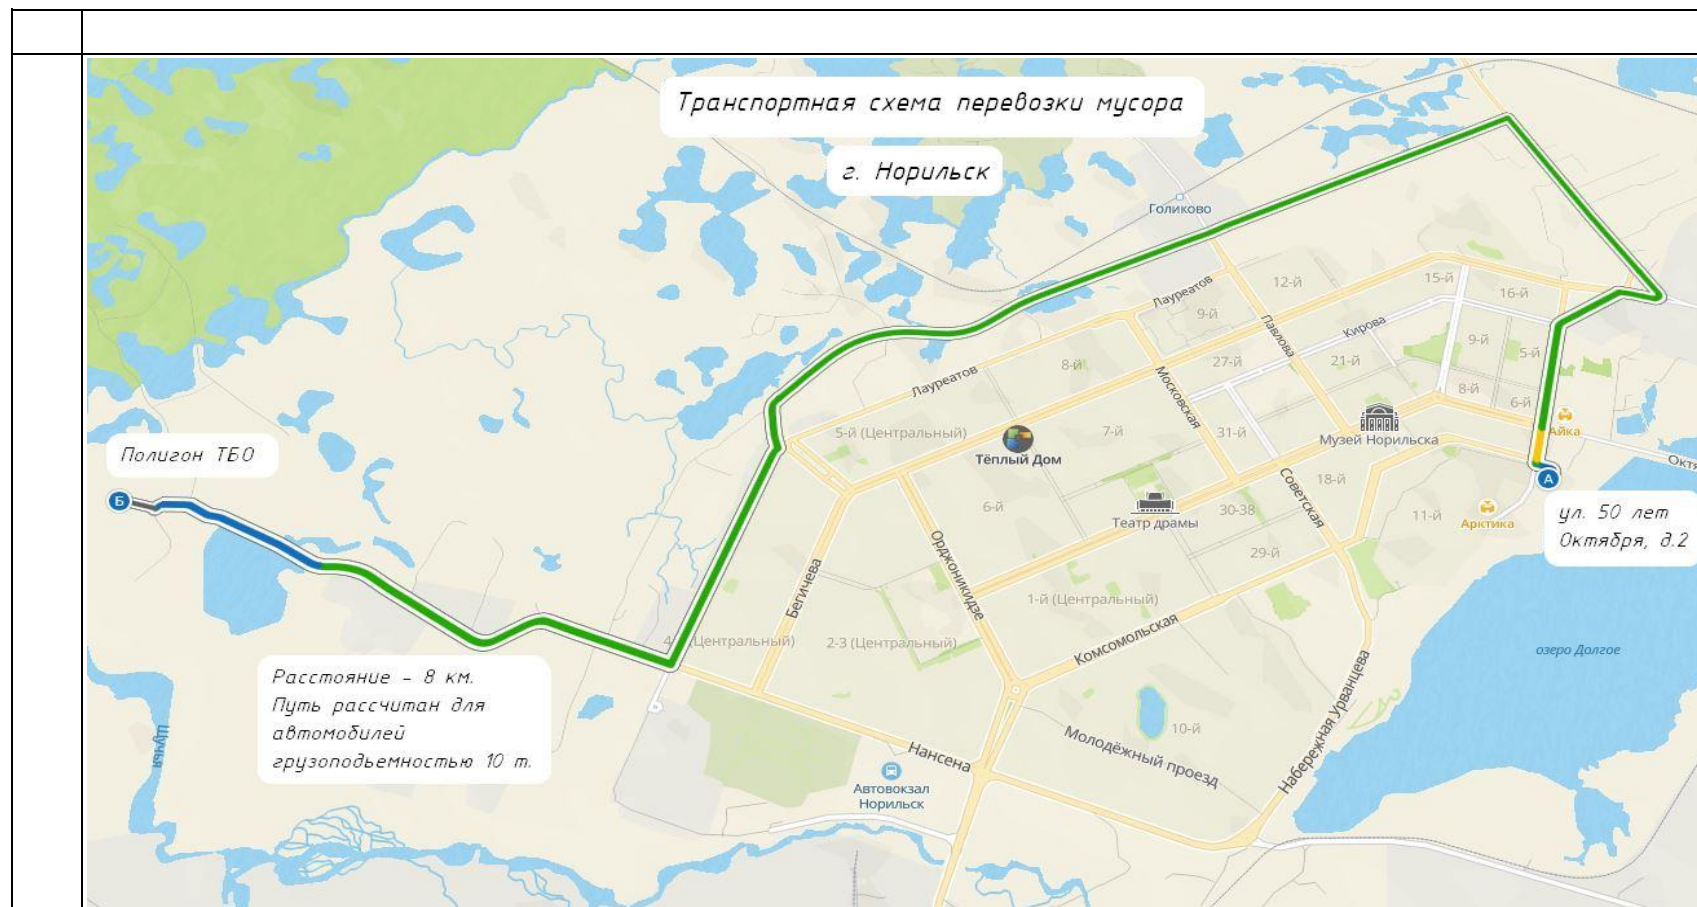 Транспортная схема перевозки мусора
г. Норильск
Голиково
Лауреатов
12-й
15-й
16-й
9-й
Павлова
Кирова
9-й
5-й
8-й
27-й
21-й
Лауреатов
Московская
8-й
6-й
Музей Норильска
Айка
5-й (Центральный)
7-й
31-й
Тёплый Дом
Полигон ТБО
Б
А
18-й
Советская
6-й
Театр драмы
30-38
11-й
Арктика
ул. 50 лет
Октября, д.2
29-й
Орджоникидзе
Бегичева
1-й (Центральный)
Комсомольская
2-3 (Центральный)
озеро Долгое
Расстояние - 8 км.
Путь рассчитан для
автомобилей
грузоподьемностью 10 т.
Набережная Урванцева
10-й
Молодёжный проезд
Нансена
Щучья
Автовокзал
Норильск